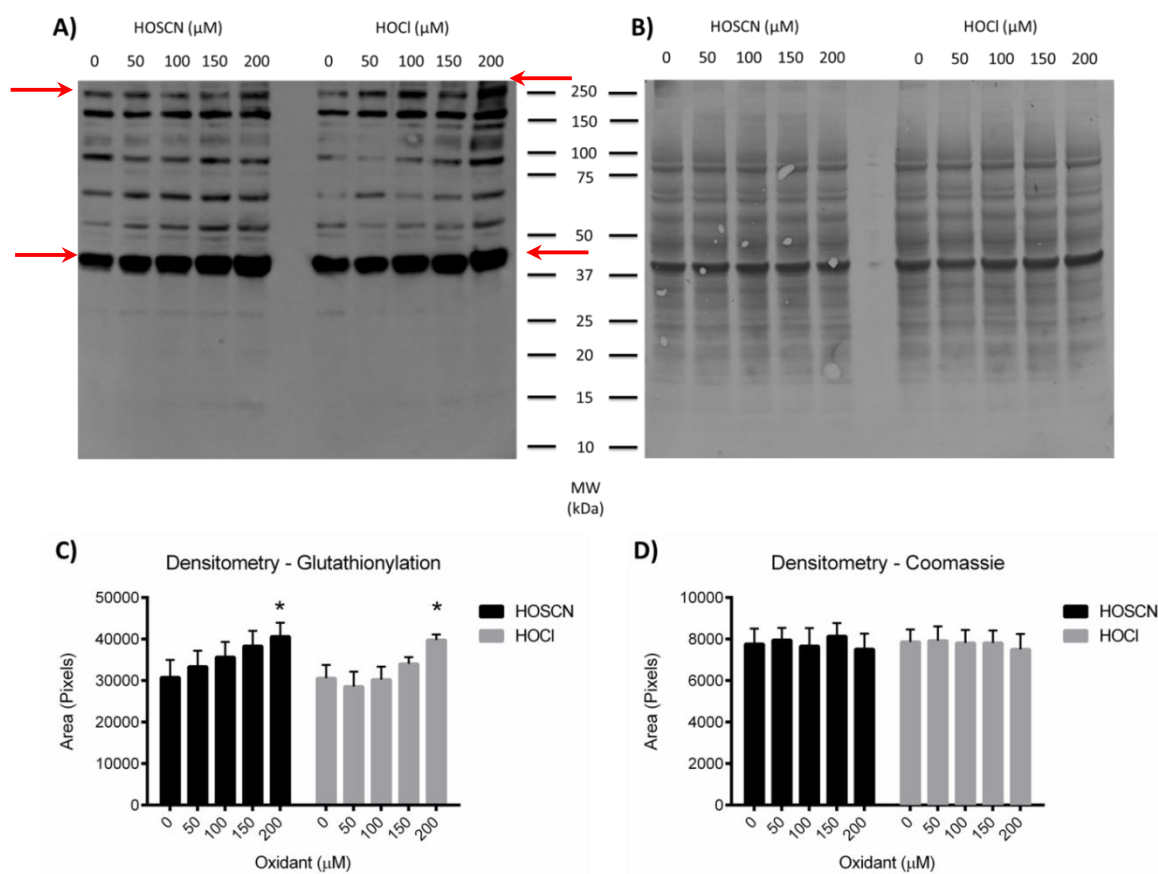 A)
HOSCN (µM)
HOCl (µM)
0 50 100 150 200
0 50 100 150 200
B)
HOSCN (µM)
HOCl (µM)
0 50 100 150 200
0 50 100 150 200
250
150
100
75
50
37
25
20
15
10
MW
(kDa)
C)
Densitometry - Glutathionylation
50000
40000
30000
20000
10000
0
Area (Pixels)
*
*
HOSCN
HOCl
0 50 100 150 200
0 50 100 150 200
Oxidant (µM)
D)
Densitometry - Coomassie
10000
8000
6000
4000
2000
0
Area (Pixels)
HOSCN
HOCl
0 50 100 150 200
0 50 100 150 200
Oxidant (µM)